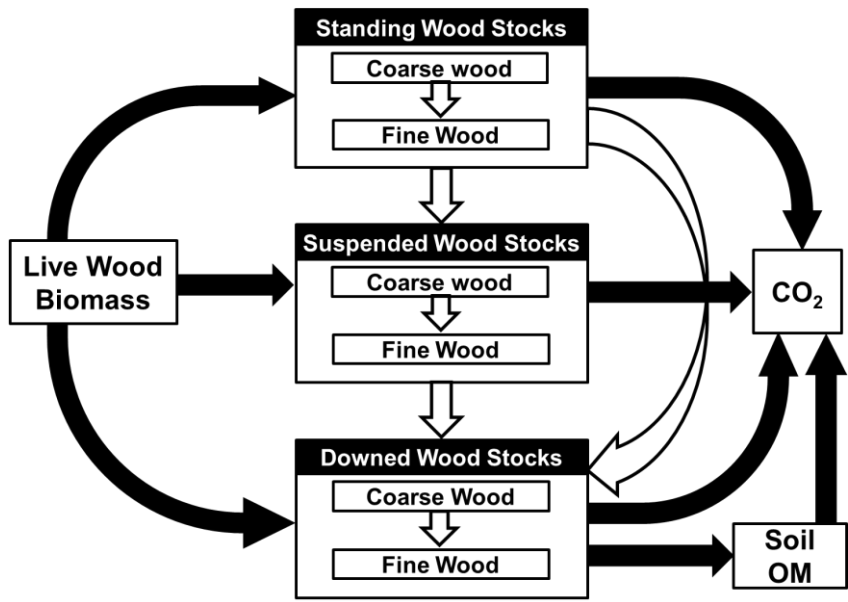 Standing Wood Stocks
Coarse wood
Fine Wood
Suspended Wood Stocks
Coarse wood
Fine Wood
Live Wood
Biomass
CO₂
Downed Wood Stocks
Coarse Wood
Fine Wood
Soil
OM